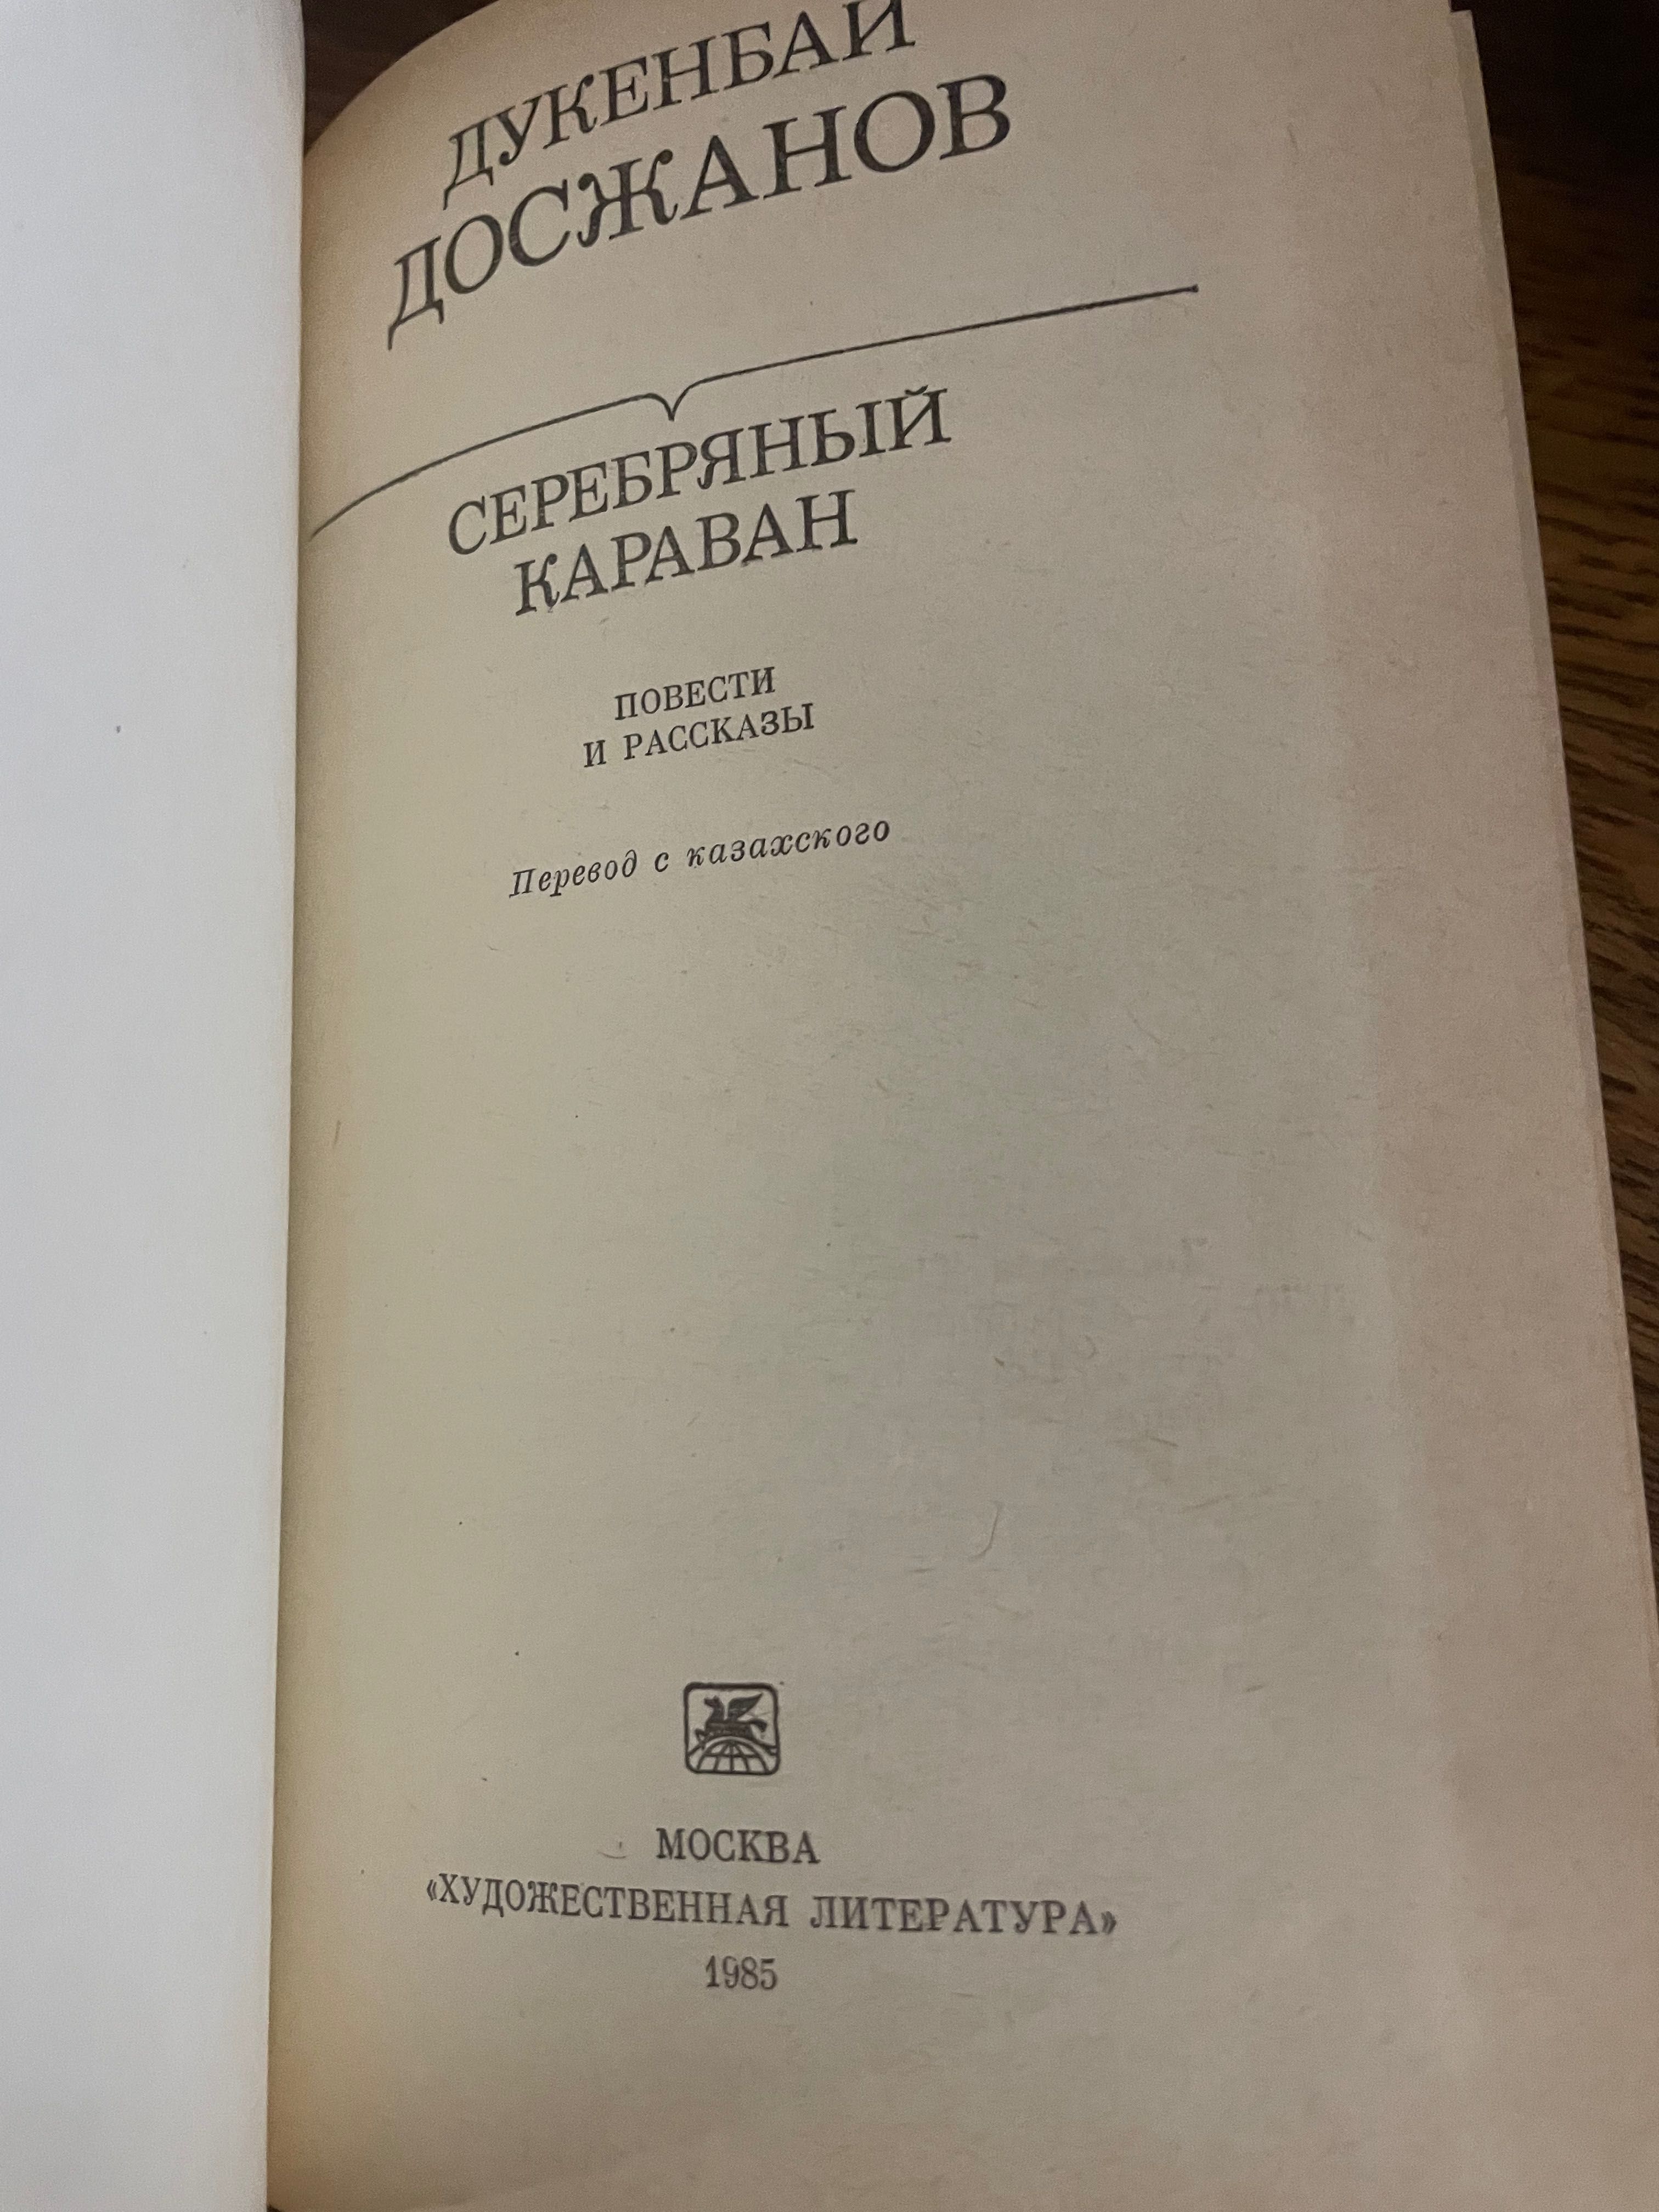 ДУКЕНБАЙ
ДОСЖАНОВ
СЕРЕБРЯНЫЙ
КАРАВАН
ПОВЕСТИ
И РАССКАЗЫ
Перевод с казахского
МОСКВА
«ХУДОЖЕСТВЕННАЯ ЛИТЕРАТУРА»
1985